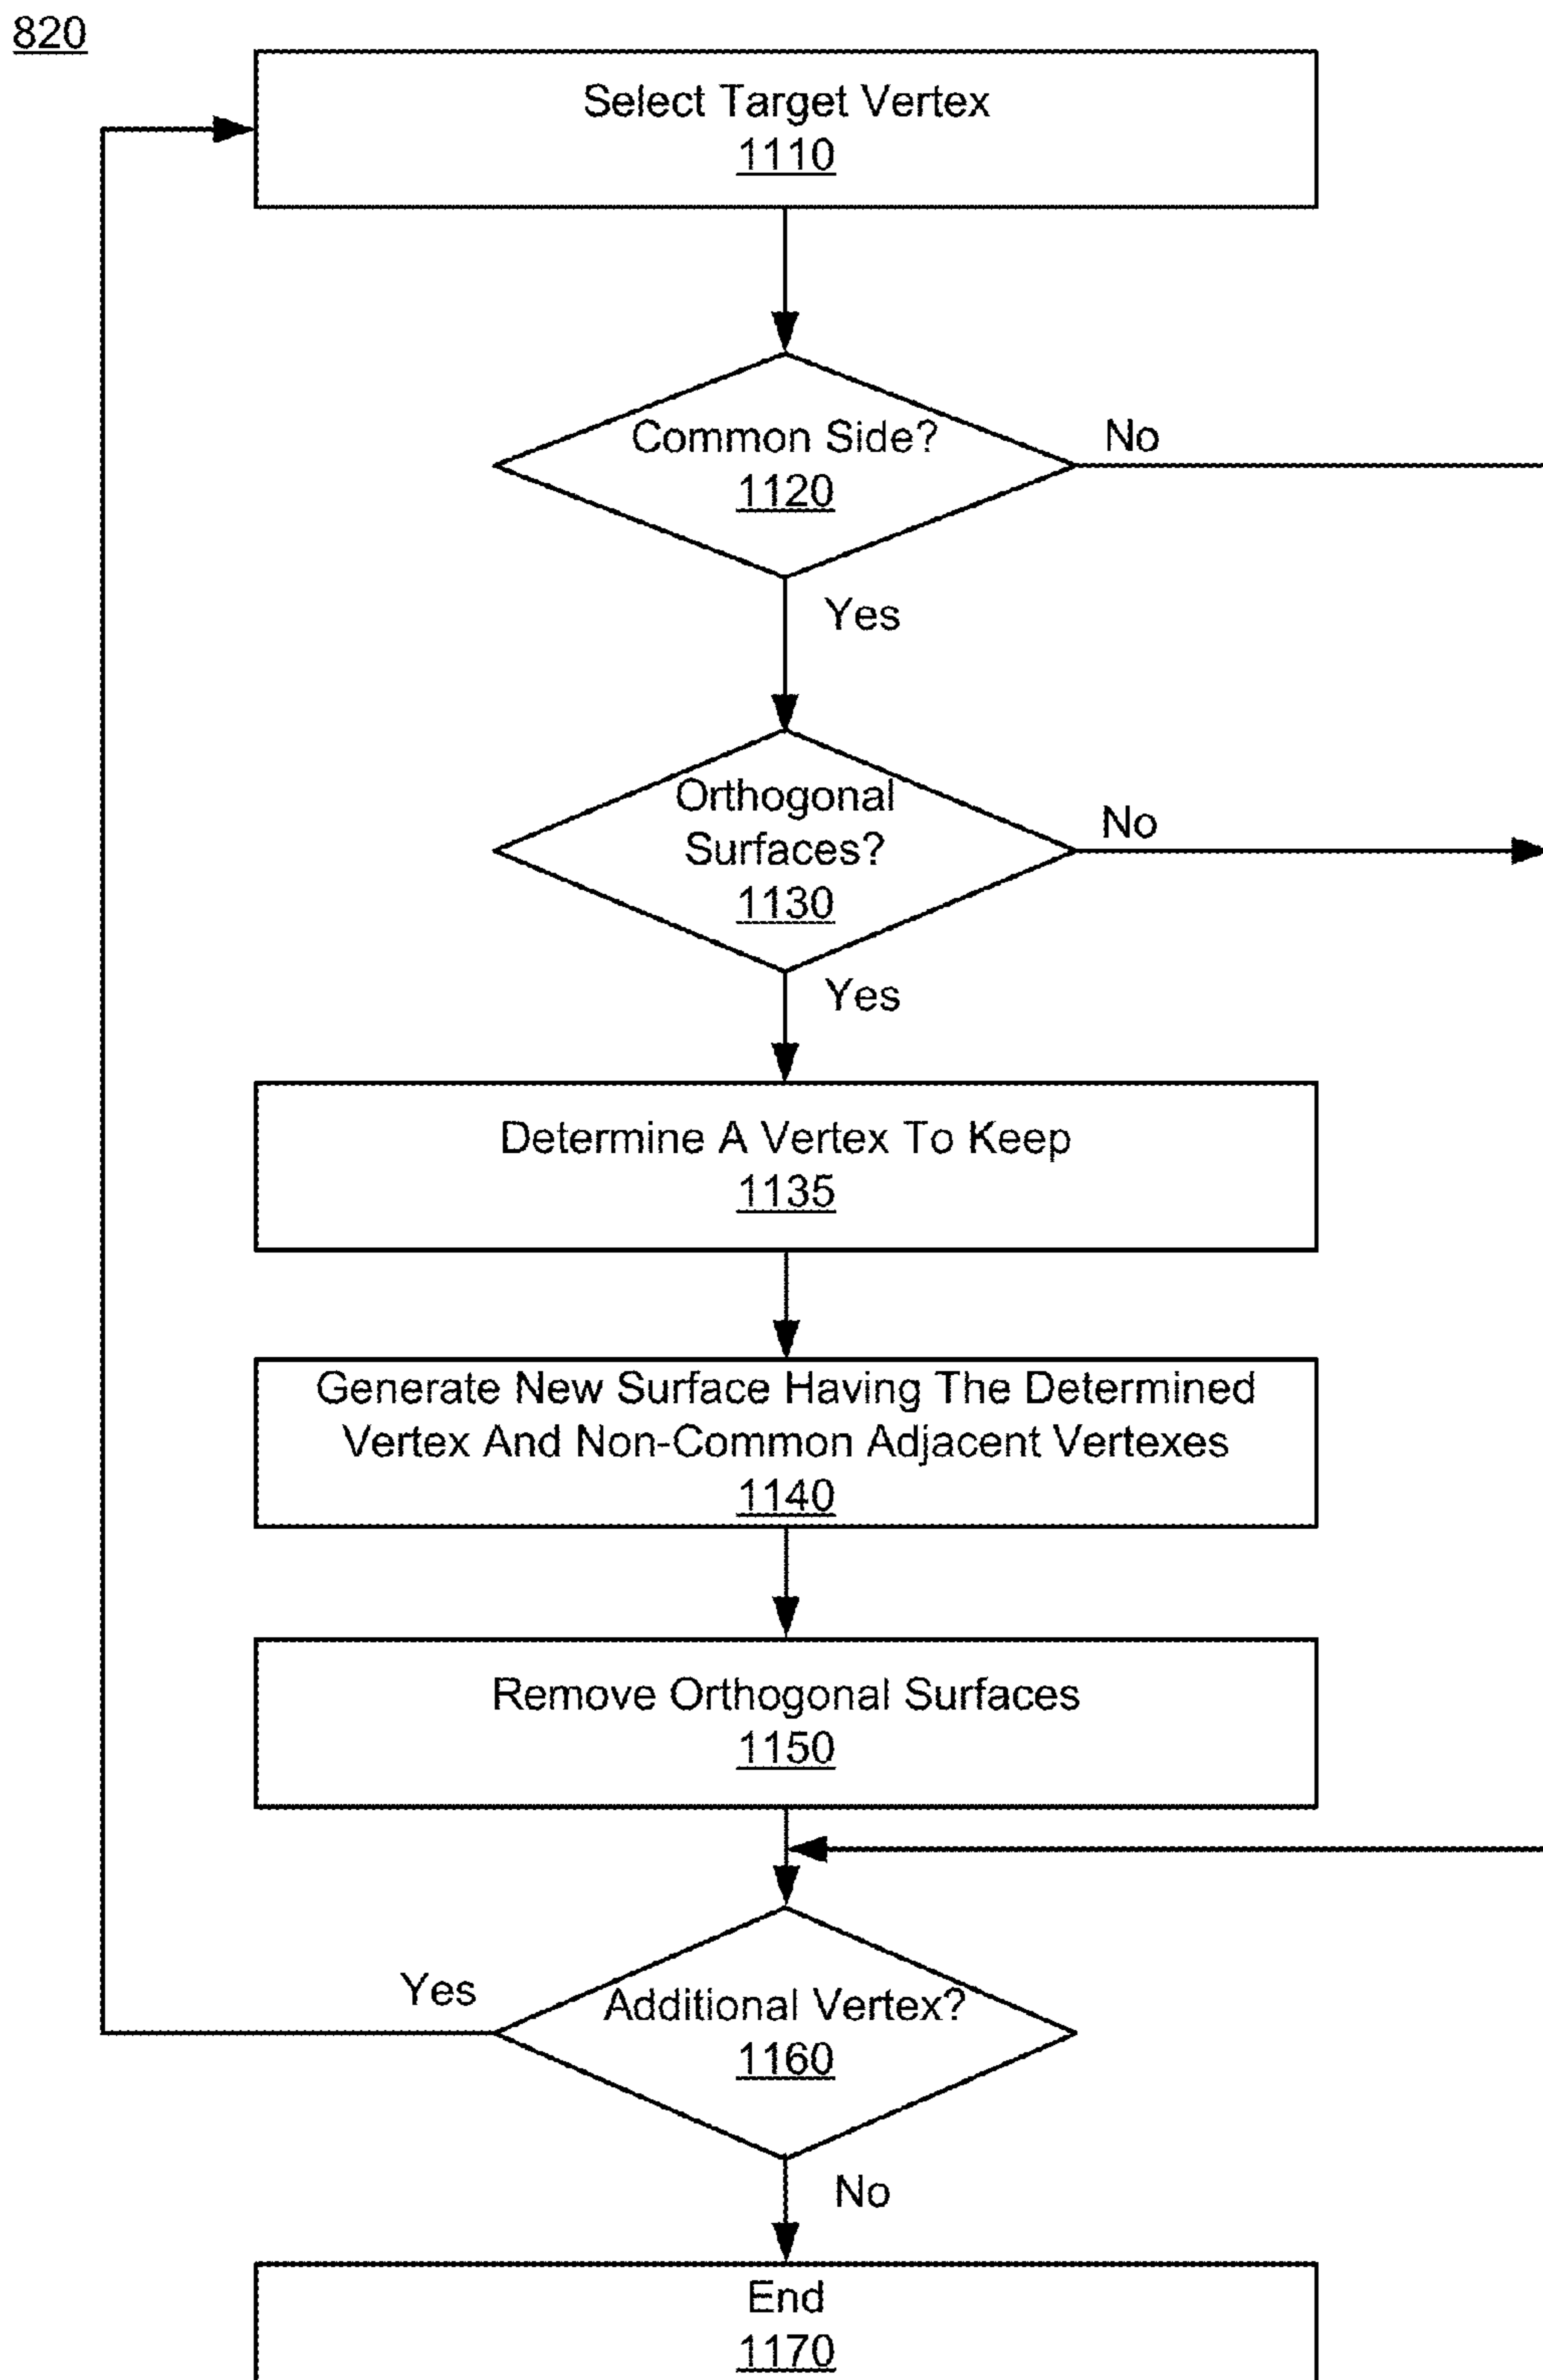 820
Select Target Vertex
1110
Common Side?
1120
No
Yes
Orthogonal
Surfaces?
1130
No
Yes
Determine A Vertex To Keep
1135
Generate New Surface Having The Determined
Vertex And Non-Common Adjacent Vertexes
1140
Remove Orthogonal Surfaces
1150
Yes
Additional Vertex?
1160
No
End
1170